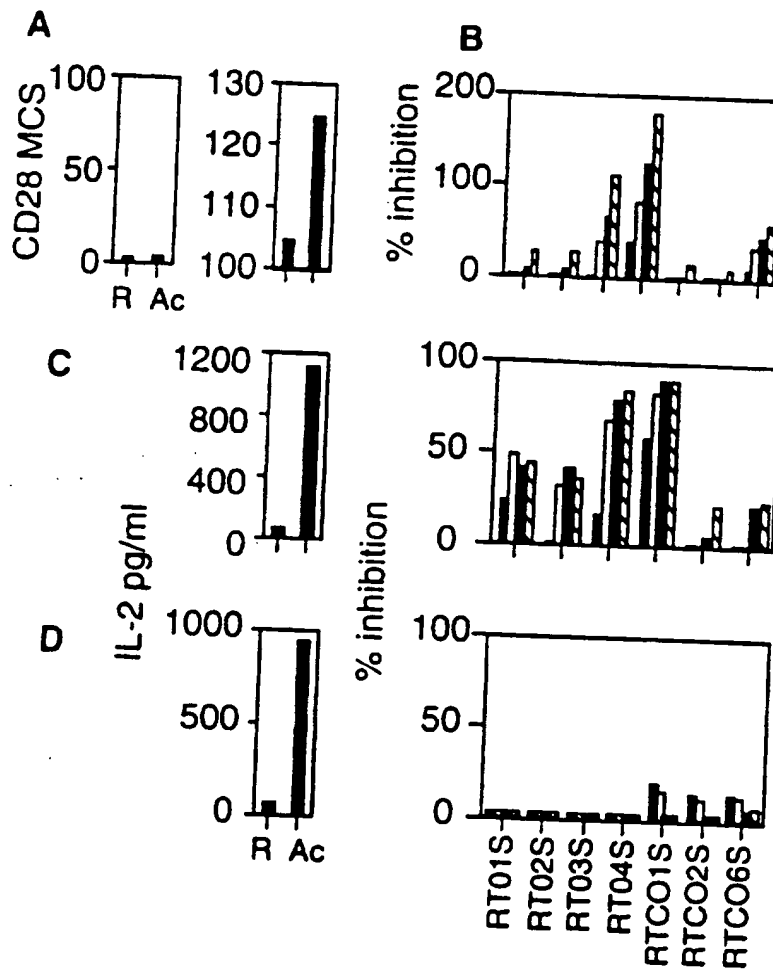 A
B
CD28 MCS
100
50
0
R Ac
130
120
110
100
% inhibition
200
100
0
C
IL-2 pg/ml
1200
800
400
0
% inhibition
100
50
0
D
1000
500
0
R Ac
100
50
0
RT01S
RT02S
RT03S
RT04S
RTCO1S
RTCO2S
RTCO6S